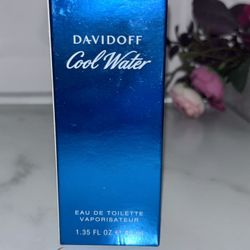 DAVIDOFF
Cool Water
EAU DE TOILETTE
VAPORISATEUR
1.35 FL OZ